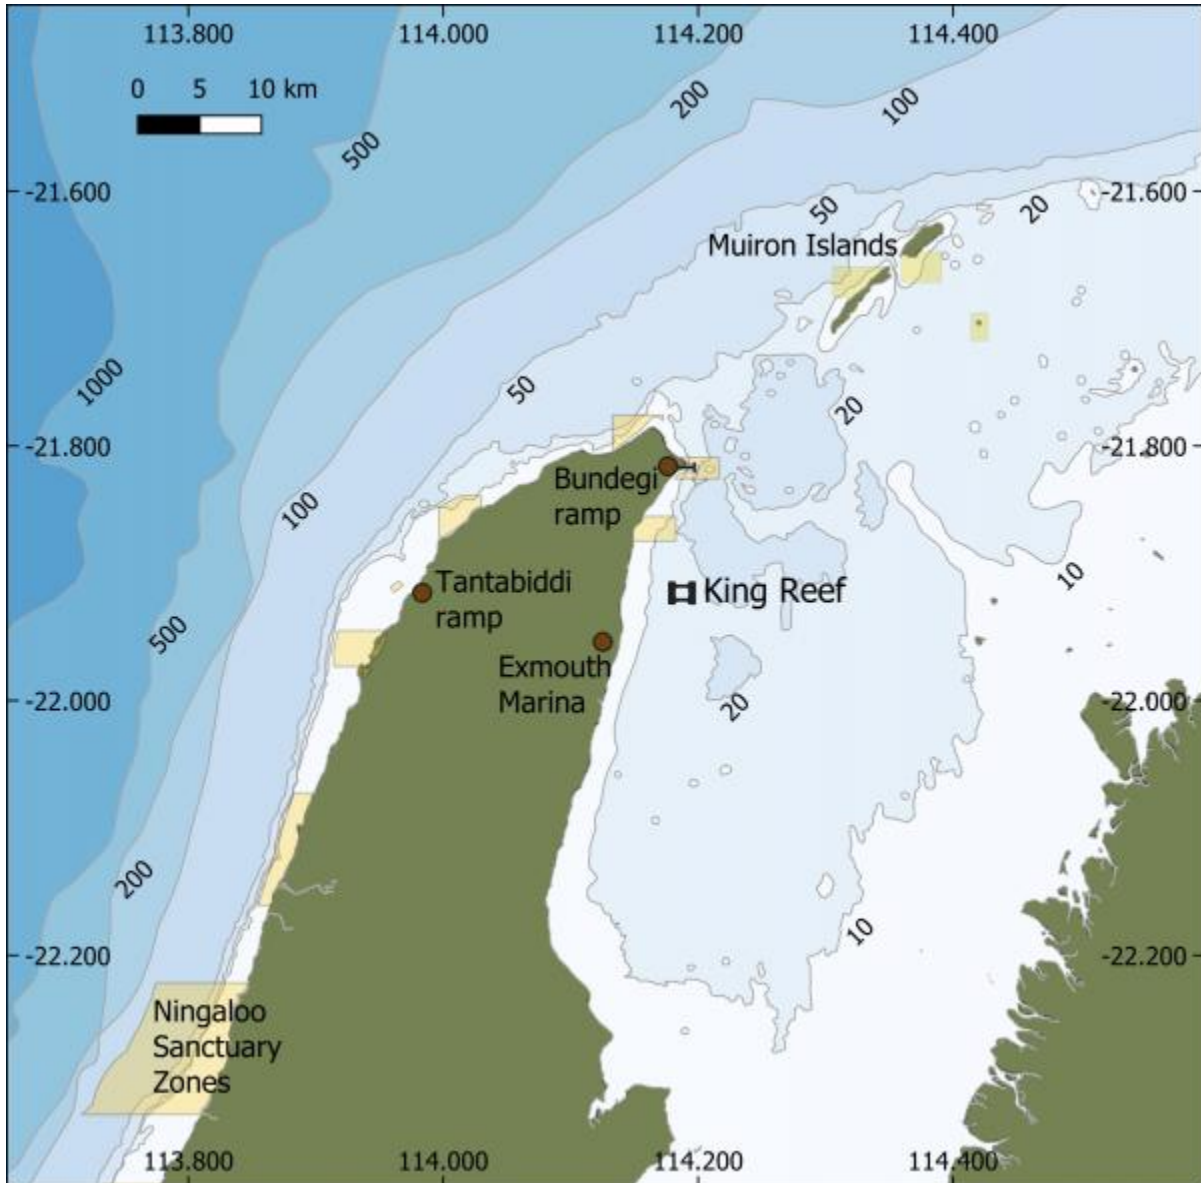 113.800
114.000
114.200
114.400
0 5 10 km
200
100
500
-21.600
-21.600
50
20
Muiron Islands
1000
50
20
-21.800
-21.800
Bundegi
ramp
100
10
Tantabiddi
ramp
King Reef
500
Exmouth
Marina
-22.000
-22.000
20
200
10
-22.200
-22.200
Ningaloo
Sanctuary
Zones
113.800
114.000
114.200
114.400